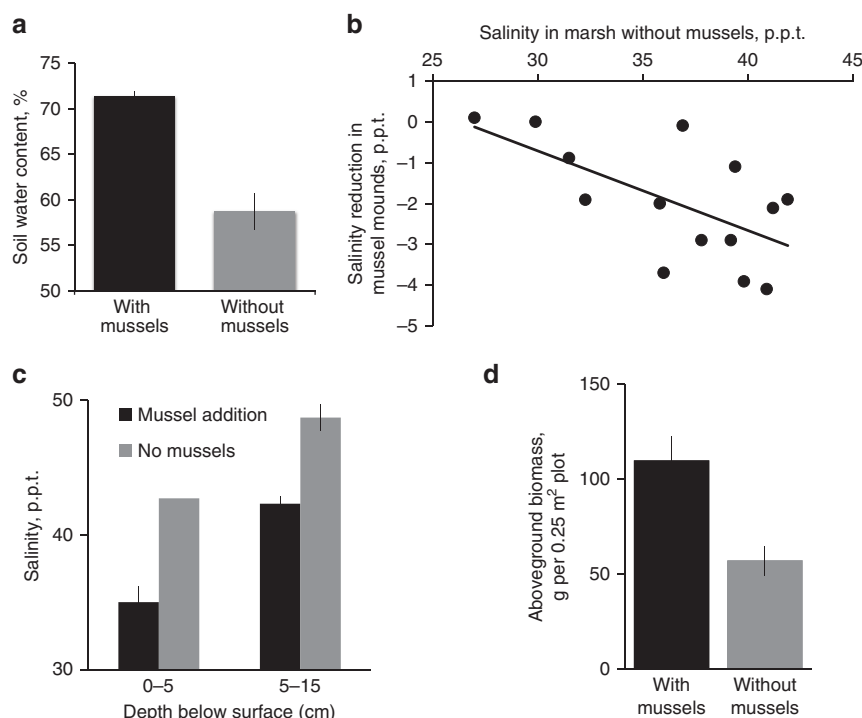 a
75
70
65
60
55
50
Soil water content, %
With
mussels
Without
mussels
b
Salinity in marsh without mussels, p.p.t.
25 30 35 40 45
1
0
–1
–2
–3
–4
–5
Salinity reduction in
mussel mounds, p.p.t.
c
50
40
30
Salinity, p.p.t.
Mussel addition
No mussels
0–5 5–15
Depth below surface (cm)
d
150
100
50
0
Aboveground biomass,
g per 0.25 m² plot
With
mussels
Without
mussels